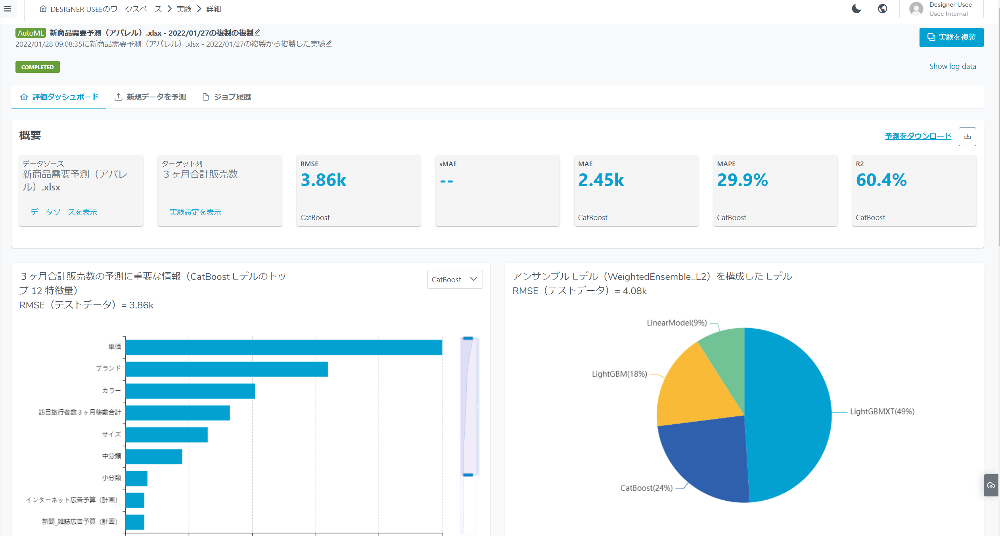 DESIGNER USEEのワークスペース > 実験 > 詳細
Designer Usee
Usee Internal
AutoML 新商品需要予測（アパレル）.xlsx - 2022/01/27の複製の複製
2022/01/28 09:08:35に新商品需要予測（アパレル）.xlsx - 2022/01/27の複製から複製した実験
実験を複製
COMPLETED
Show log data
評価ダッシュボード 新規データを予測 ジョブ履歴
概要
予測をダウンロード
データソース
新商品需要予測（アパレ
ル）.xlsx
データソースを表示
ターゲット列
３ヶ月合計販売数
実験設定を表示
RMSE
3.86k
CatBoost
sMAE
--
MAE
2.45k
CatBoost
MAPE
29.9%
CatBoost
R2
60.4%
CatBoost
３ヶ月合計販売数の予測に重要な情報（CatBoostモデルのトッ
プ 12 特徴量）
RMSE（テストデータ）= 3.86k
CatBoost
単価
ブランド
カラー
訪日旅行者数３ヶ月移動合計
サイズ
中分類
小分類
インターネット広告予算（計画）
新聞_雑誌広告予算（計画）
アンサンブルモデル（WeightedEnsemble_L2）を構成したモデル
RMSE（テストデータ）= 4.08k
LinearModel(9%)
LightGBM(18%)
LightGBMXT(49%)
CatBoost(24%)